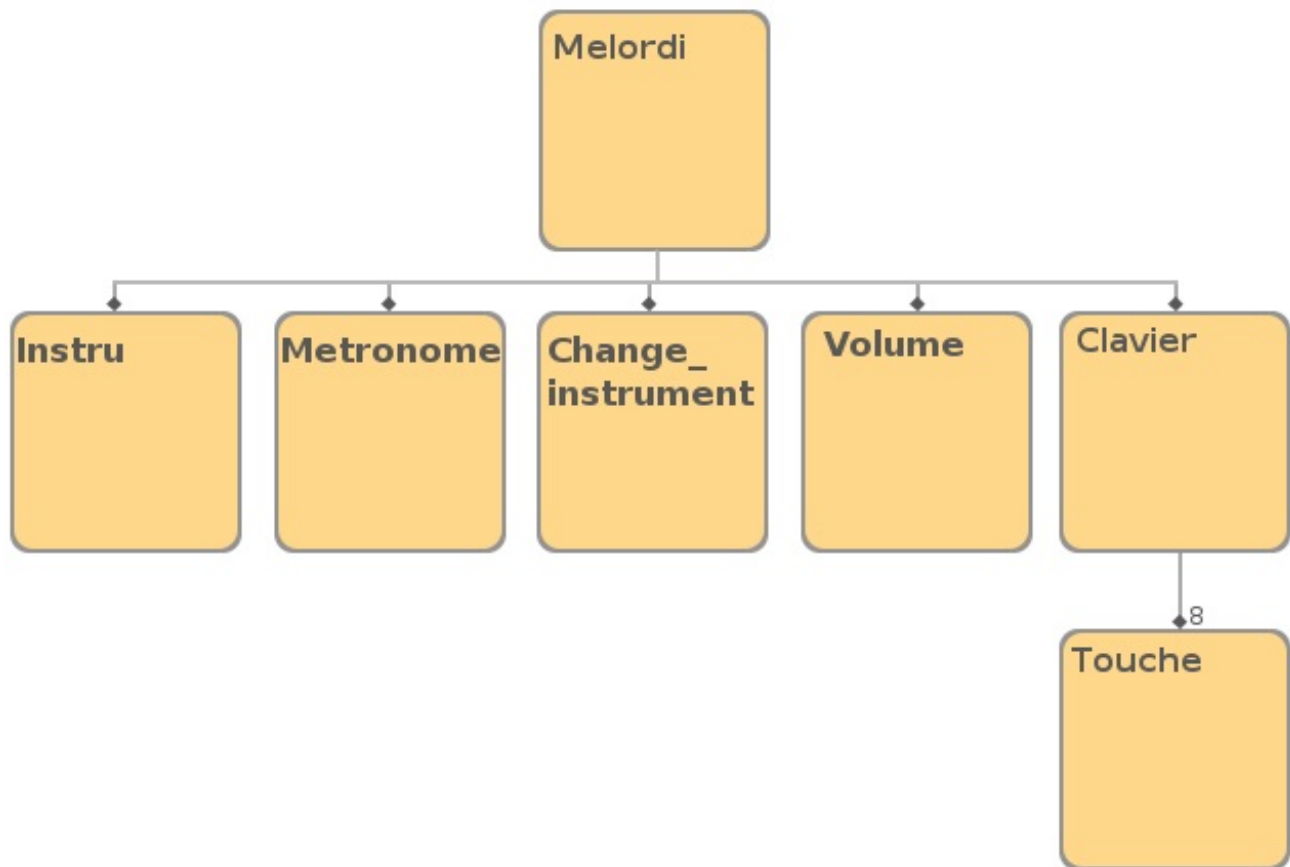 Melordi
Instru
Metronome
Change_
instrument
Volume
Clavier
8
Touche